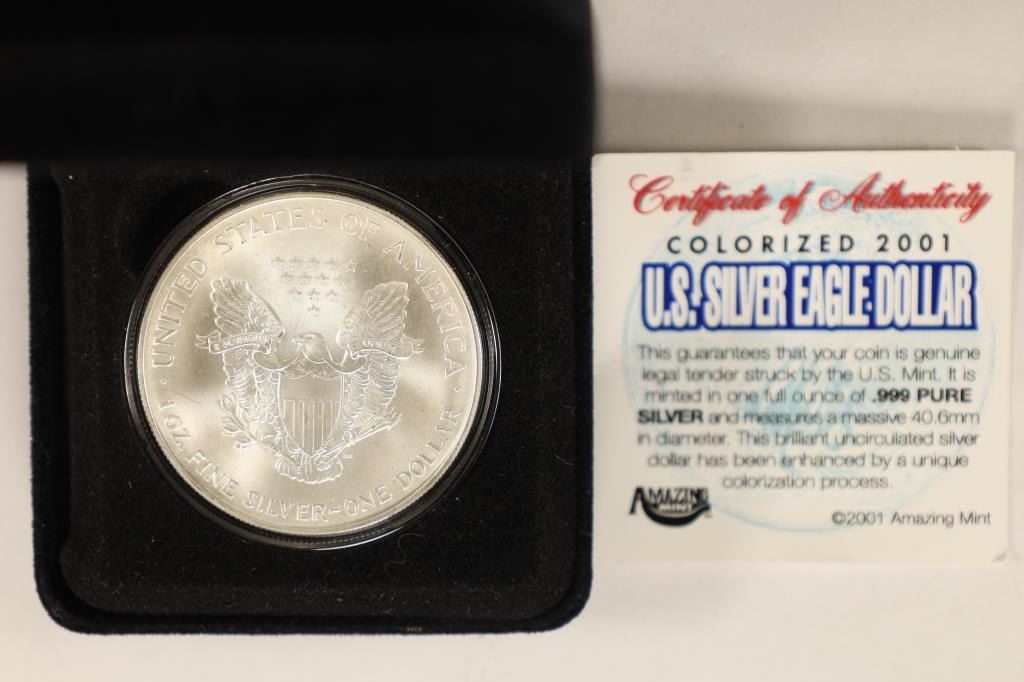 UNITED STATES OF AMERICA
1 OZ. FINE SILVER~ONE DOLLAR
Certificate of Authenticity
COLORIZED 2001
U.S. SILVER EAGLE DOLLAR
This guarantees that your coin is genuine
legal tender struck by the U.S. Mint. It is
minted in one full ounce of .999 PURE
SILVER and measures a massive 40.6mm
in diameter. This brilliant uncirculated silver
dollar has been enhanced by a unique
colorization process.
AMAZING
MINT
©2001 Amazing Mint